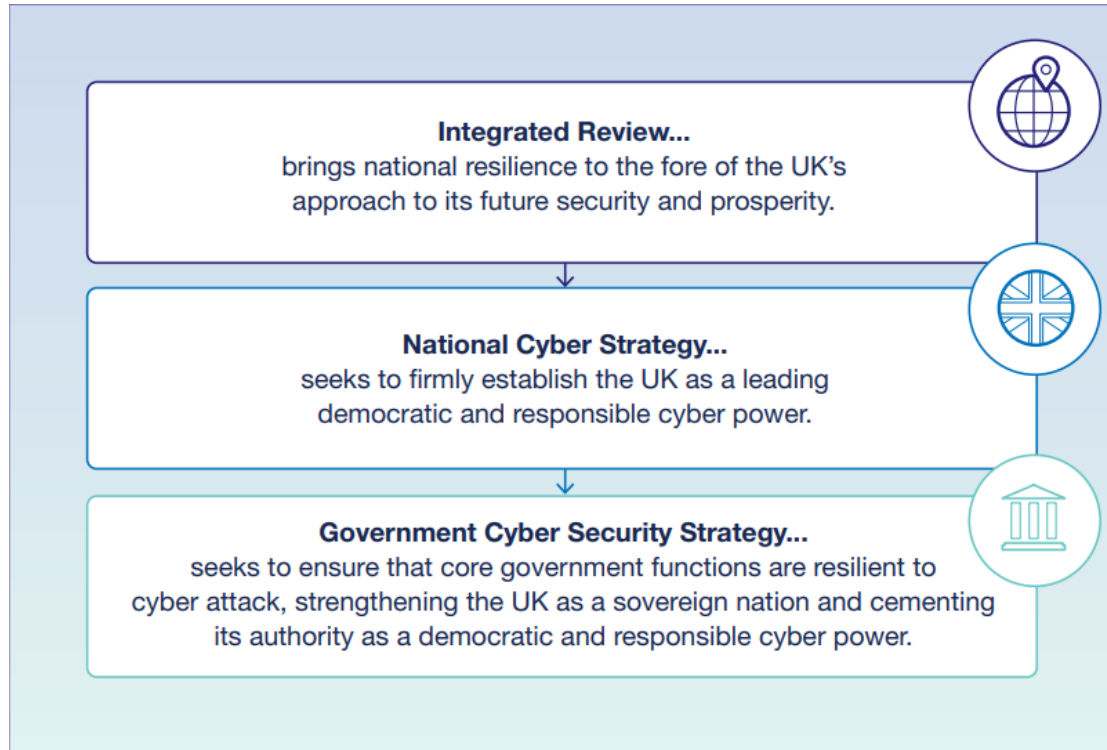 Integrated Review...
brings national resilience to the fore of the UK’s
approach to its future security and prosperity.
National Cyber Strategy...
seeks to firmly establish the UK as a leading
democratic and responsible cyber power.
Government Cyber Security Strategy...
seeks to ensure that core government functions are resilient to
cyber attack, strengthening the UK as a sovereign nation and cementing
its authority as a democratic and responsible cyber power.